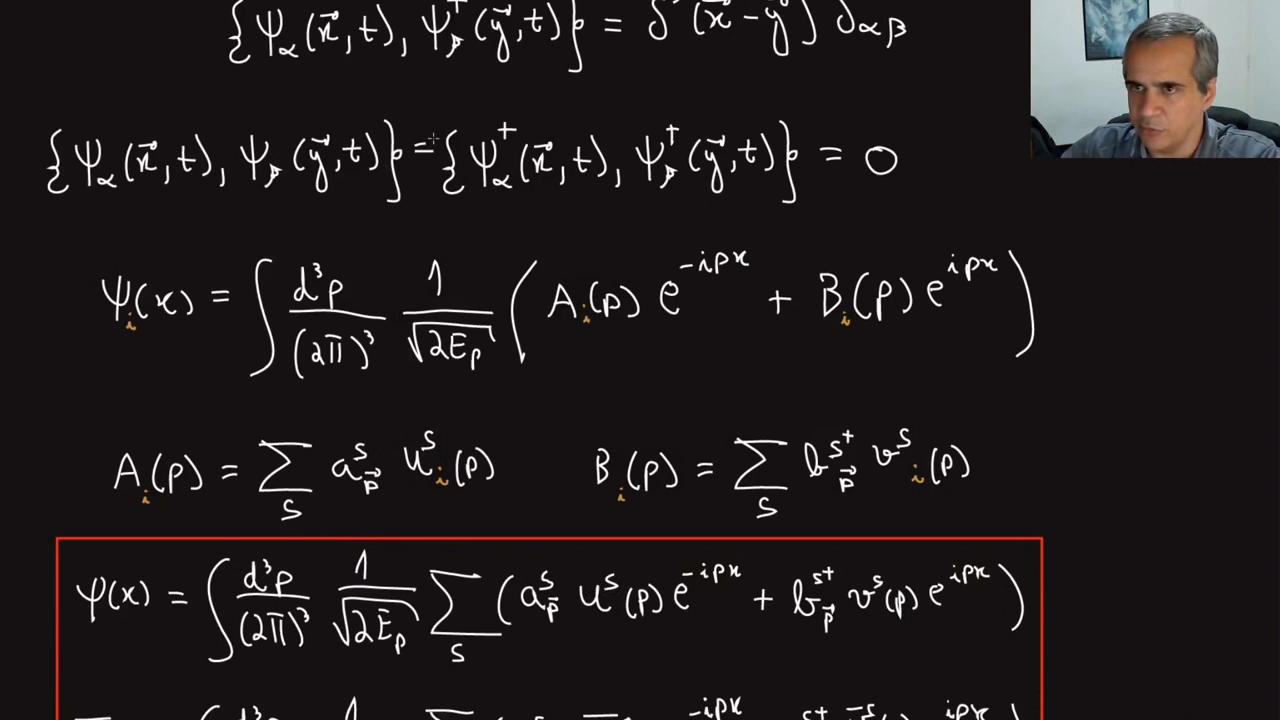 {Ψ_α(x⃗,t), Ψ_β^†(y⃗,t)} = δ³(x⃗ − y⃗) δ_αβ
{Ψ_α(x⃗,t), Ψ_β(y⃗,t)} = {Ψ_α^†(x⃗,t), Ψ_β^†(y⃗,t)} = 0
Ψ_i(x) = ∫ d³p/(2π)³ 1/√(2E_p) (A_i(p) e^{-ipx} + B_i(p) e^{ipx})
A_i(p) = Σ_s a^s_p⃗ u^s_i(p)    B_i(p) = Σ_s b^{s†}_p⃗ v^s_i(p)
Ψ(x) = ∫ d³p/(2π)³ 1/√(2E_p) Σ_s (a^s_p⃗ u^s(p) e^{-ipx} + b^{s†}_p⃗ v^s(p) e^{ipx})